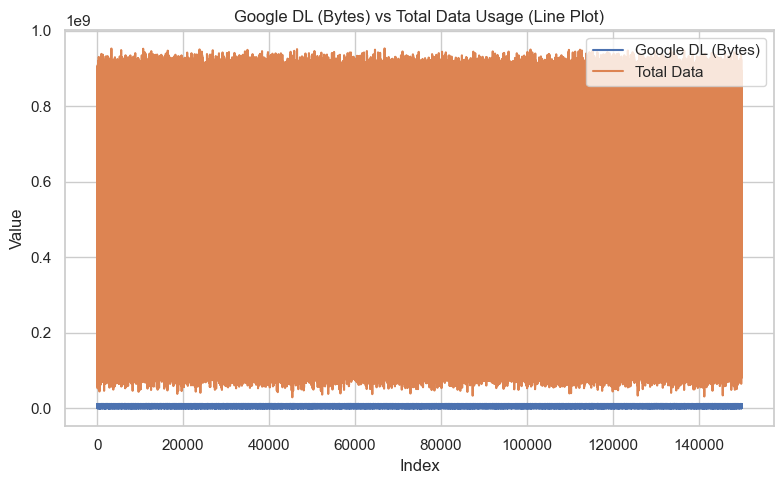 Google DL (Bytes) vs Total Data Usage (Line Plot)
1e9
Google DL (Bytes)
Total Data
1.0
0.8
0.6
0.4
0.2
0.0
Value
0 20000 40000 60000 80000 100000 120000 140000
Index